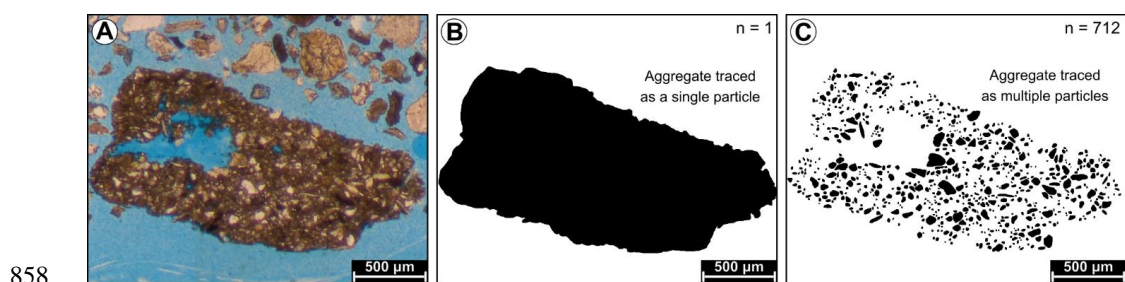 A
B
n = 1
C
n = 712
Aggregate traced
as a single particle
Aggregate traced
as multiple particles
500 µm
500 µm
500 µm
858